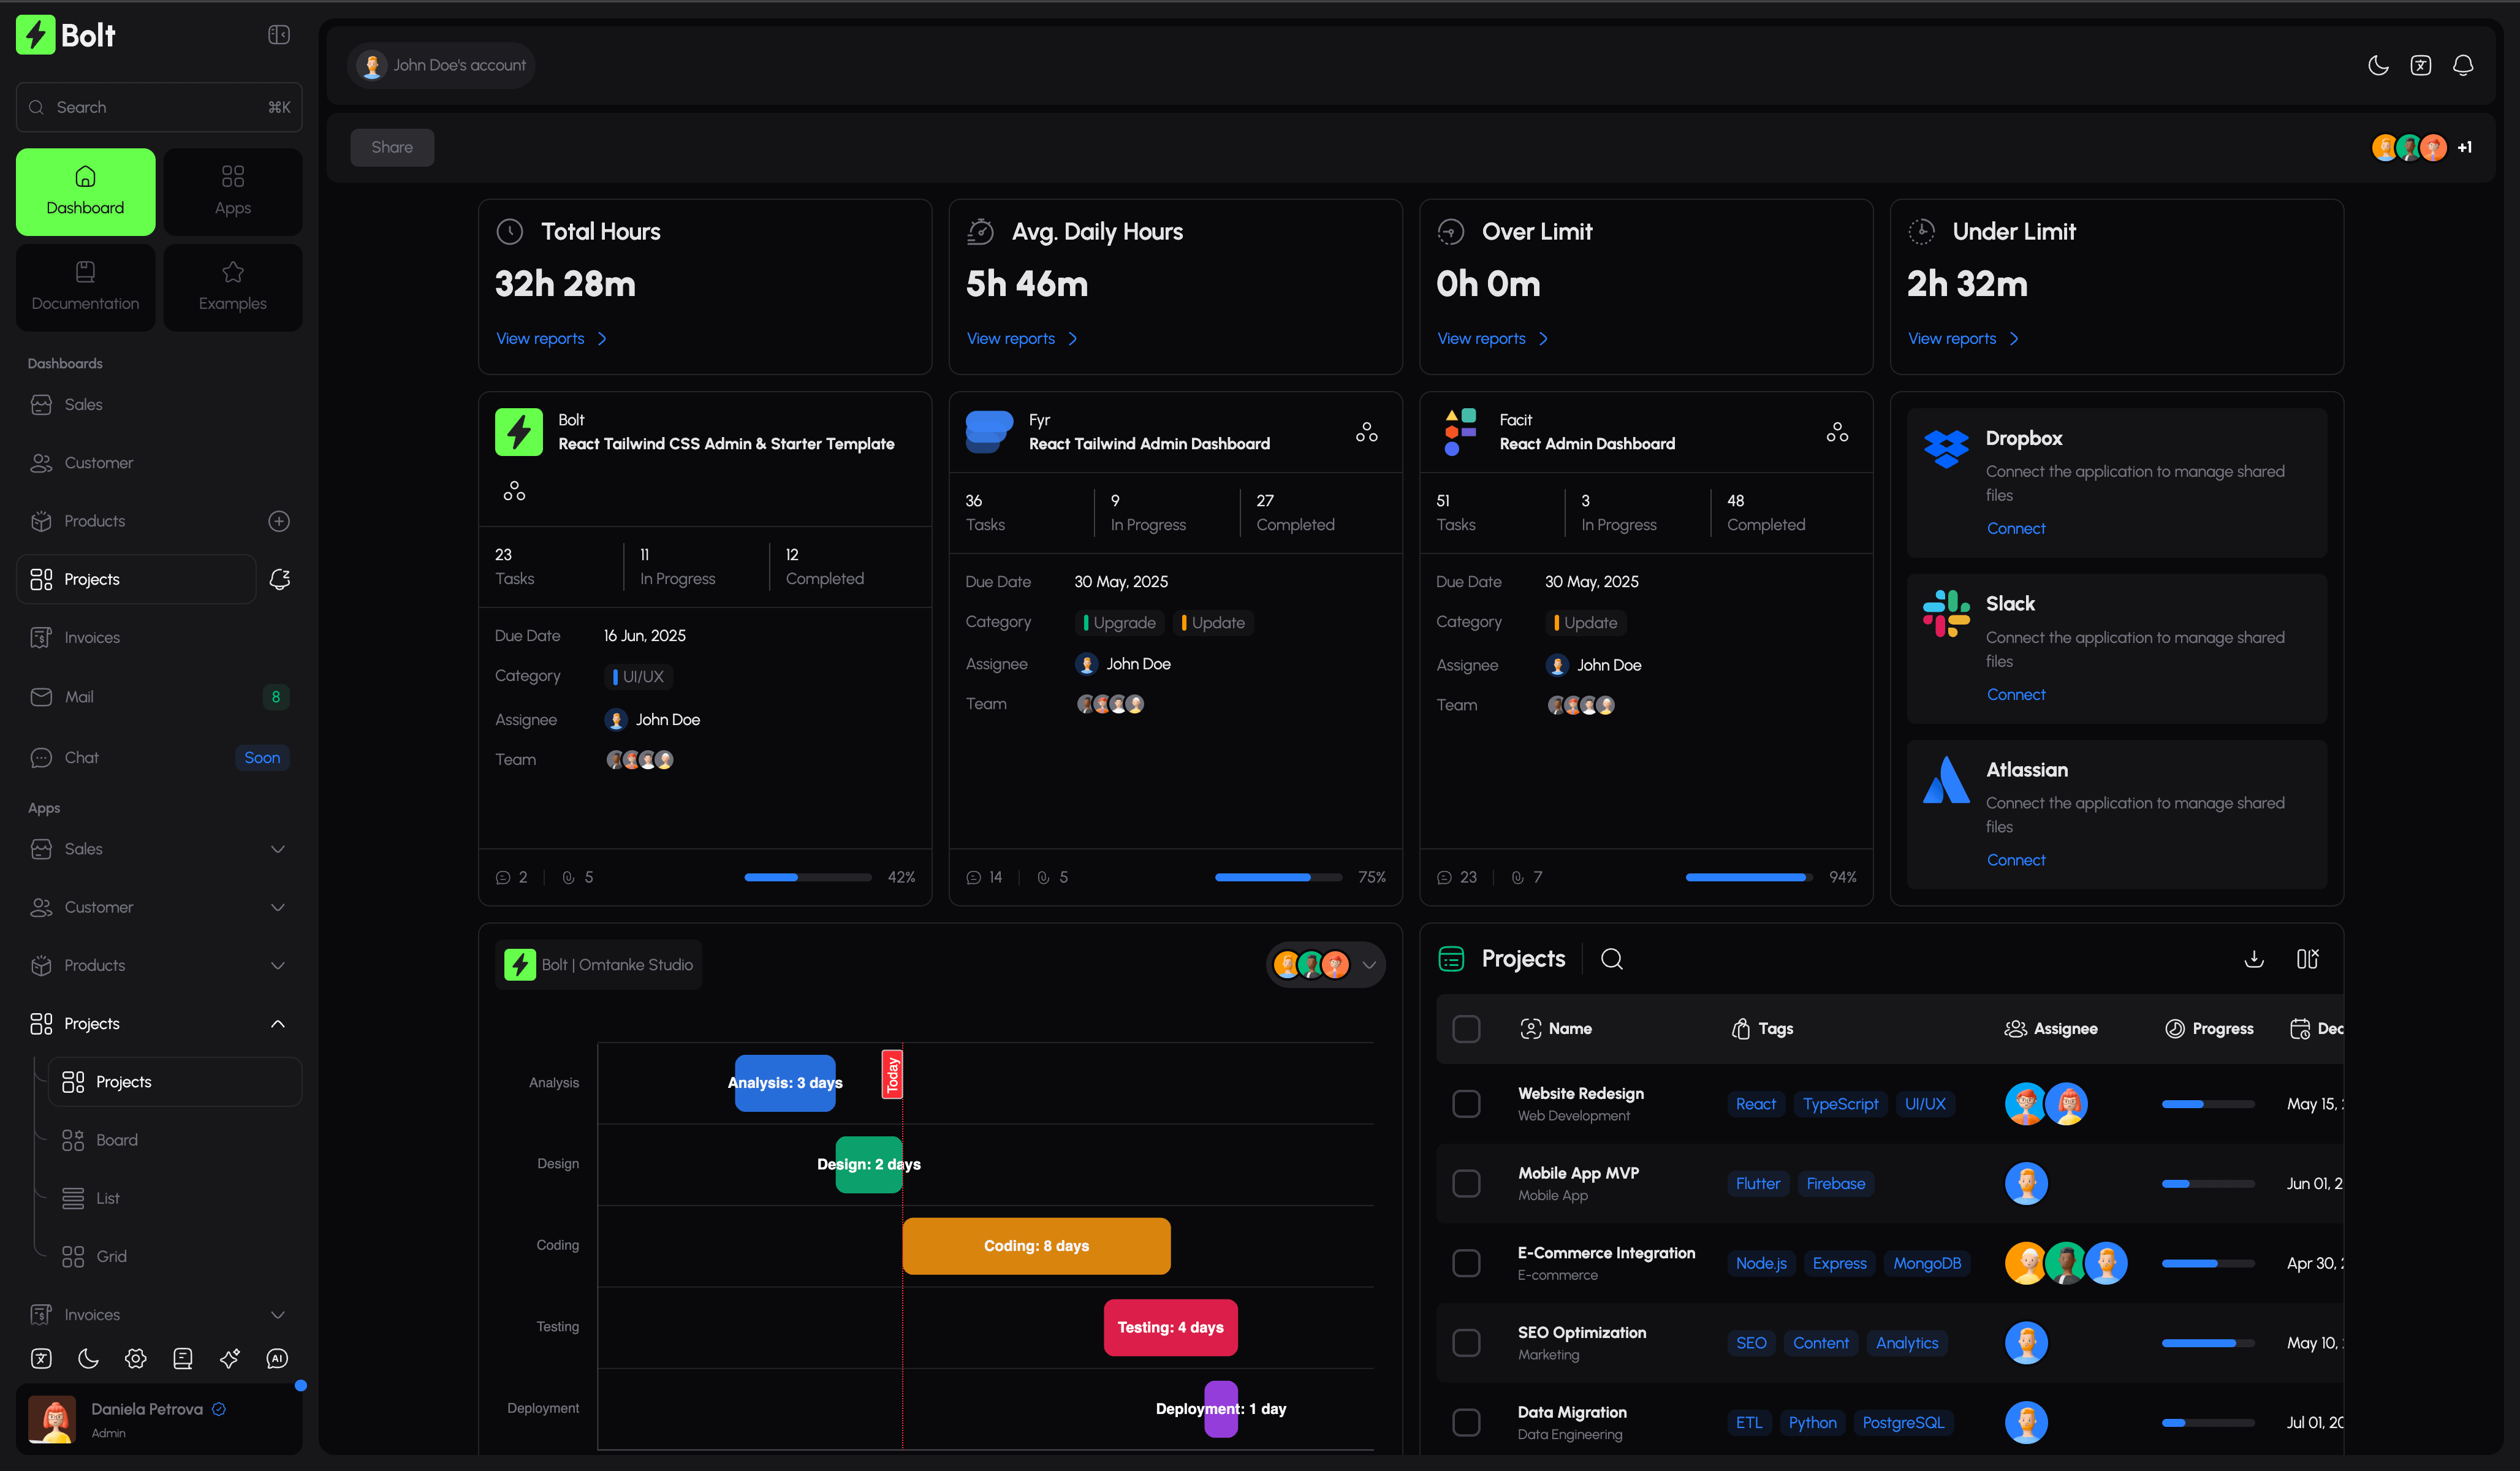 Bolt
Search ⌘K
Dashboard Apps
Documentation Examples
Dashboards
Sales
Customer
Products
Projects
Invoices
Mail 8
Chat Soon
Apps
Sales
Customer
Products
Projects
Projects
Board
List
Grid
Invoices
AI
Daniela Petrova
Admin
John Doe's account
Share +1
Total Hours
32h 28m
View reports
Avg. Daily Hours
5h 46m
View reports
Over Limit
0h 0m
View reports
Under Limit
2h 32m
View reports
Bolt
React Tailwind CSS Admin & Starter Template
23 11 12
Tasks In Progress Completed
Due Date 16 Jun, 2025
Category UI/UX
Assignee John Doe
Team
2 5 42%
Fyr
React Tailwind Admin Dashboard
36 9 27
Tasks In Progress Completed
Due Date 30 May, 2025
Category Upgrade Update
Assignee John Doe
Team
14 5 75%
Facit
React Admin Dashboard
51 3 48
Tasks In Progress Completed
Due Date 30 May, 2025
Category Update
Assignee John Doe
Team
23 7 94%
Dropbox
Connect the application to manage shared
files
Connect
Slack
Connect the application to manage shared
files
Connect
Atlassian
Connect the application to manage shared
files
Connect
Bolt | Omtanke Studio
Today
Analysis Analysis: 3 days
Design Design: 2 days
Coding Coding: 8 days
Testing Testing: 4 days
Deployment Deployment: 1 day
Projects
Name Tags Assignee Progress
Website Redesign
Web Development
React TypeScript UI/UX
May 15,
Mobile App MVP
Mobile App
Flutter Firebase
Jun 01,
E-Commerce Integration
E-commerce
Node.js Express MongoDB
Apr 30,
SEO Optimization
Marketing
SEO Content Analytics
May 10,
Data Migration
Data Engineering
ETL Python PostgreSQL
Jul 01,